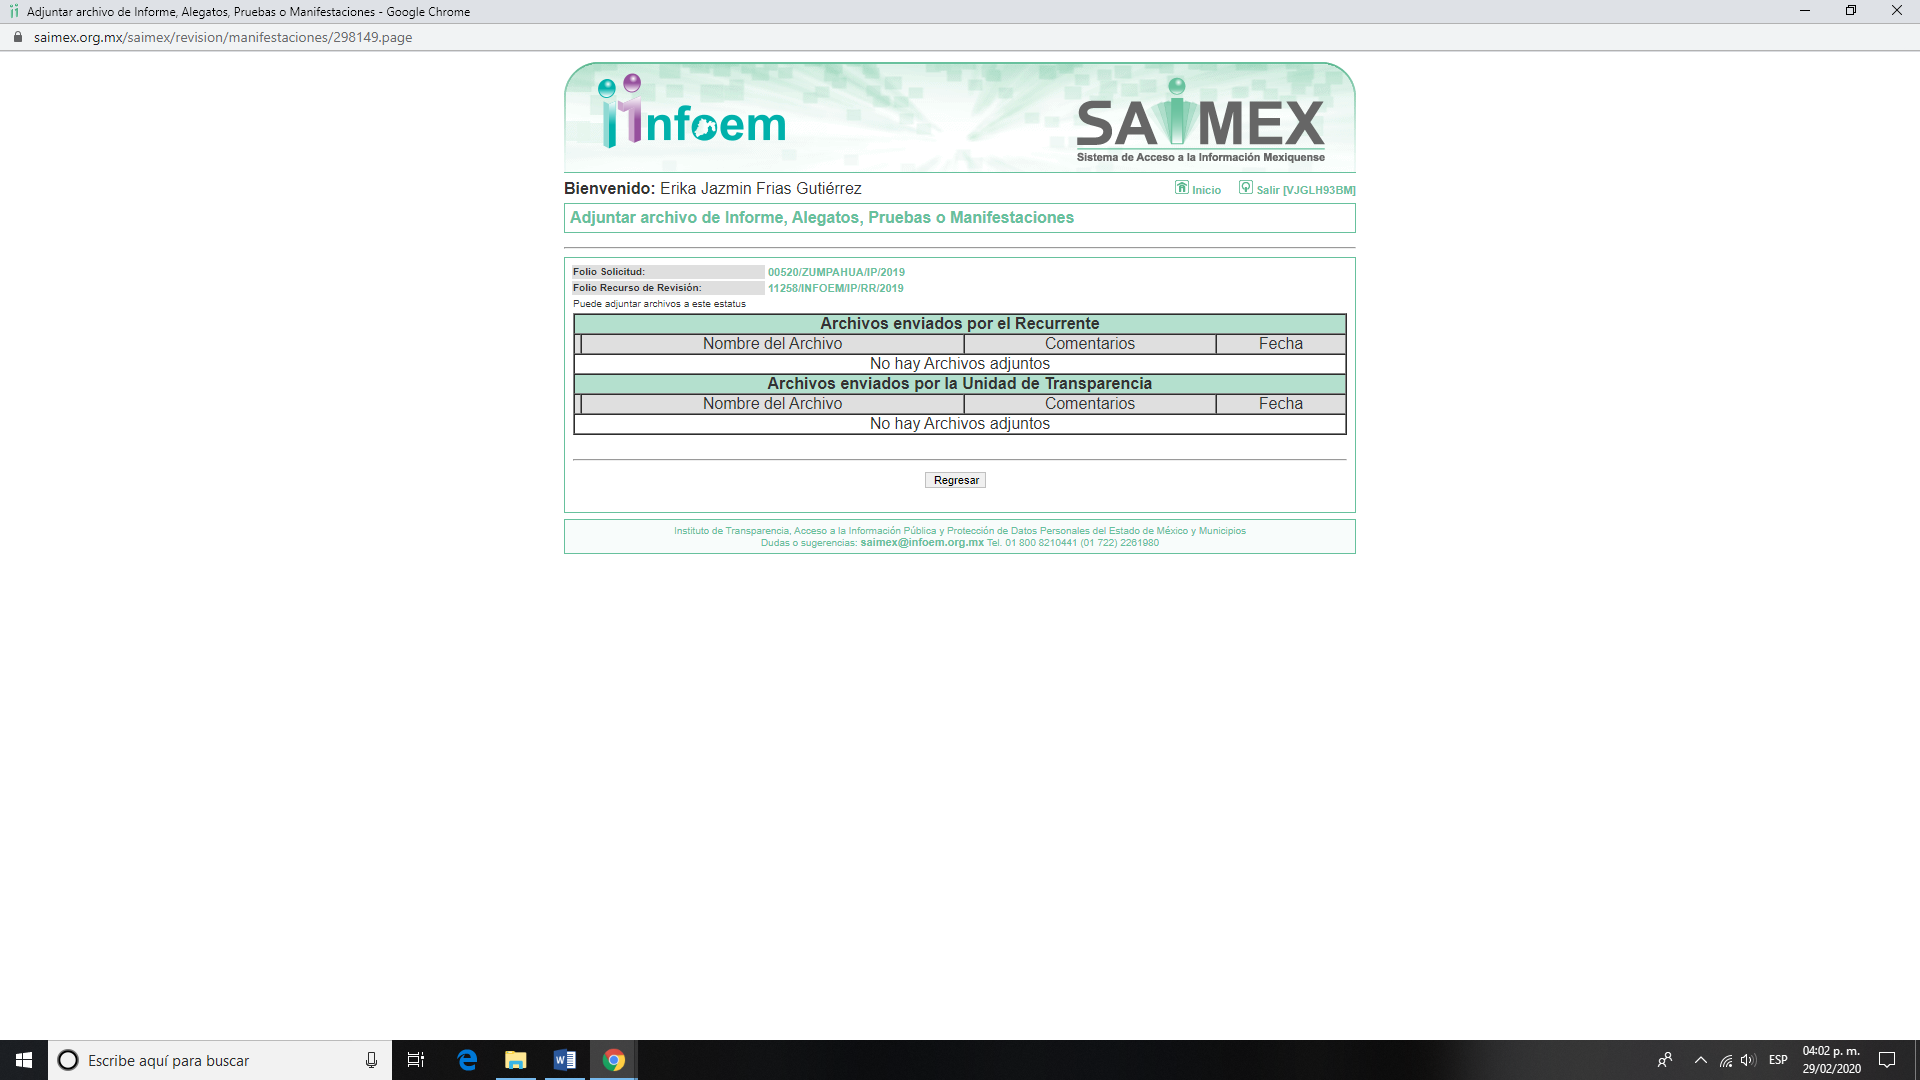 Adjuntar archivo de Informe, Alegatos, Pruebas o Manifestaciones - Google Chrome
saimex.org.mx/saimex/revision/manifestaciones/298149.page
infoem
SAIMEX
Sistema de Acceso a la Información Mexiquense
Bienvenido: Erika Jazmin Frias Gutiérrez
Inicio Salir [VJGLH93BM]
Adjuntar archivo de Informe, Alegatos, Pruebas o Manifestaciones
Folio Solicitud: 00520/ZUMPAHUA/IP/2019
Folio Recurso de Revisión: 11258/INFOEM/IP/RR/2019
Puede adjuntar archivos a este estatus
Archivos enviados por el Recurrente
Nombre del Archivo Comentarios Fecha
No hay Archivos adjuntos
Archivos enviados por la Unidad de Transparencia
Nombre del Archivo Comentarios Fecha
No hay Archivos adjuntos
Regresar
Instituto de Transparencia, Acceso a la Información Pública y Protección de Datos Personales del Estado de México y Municipios
Dudas o sugerencias: saimex@infoem.org.mx Tel. 01 800 8210441 (01 722) 2261980
Escribe aquí para buscar
ESP
04:02 p. m.
29/02/2020